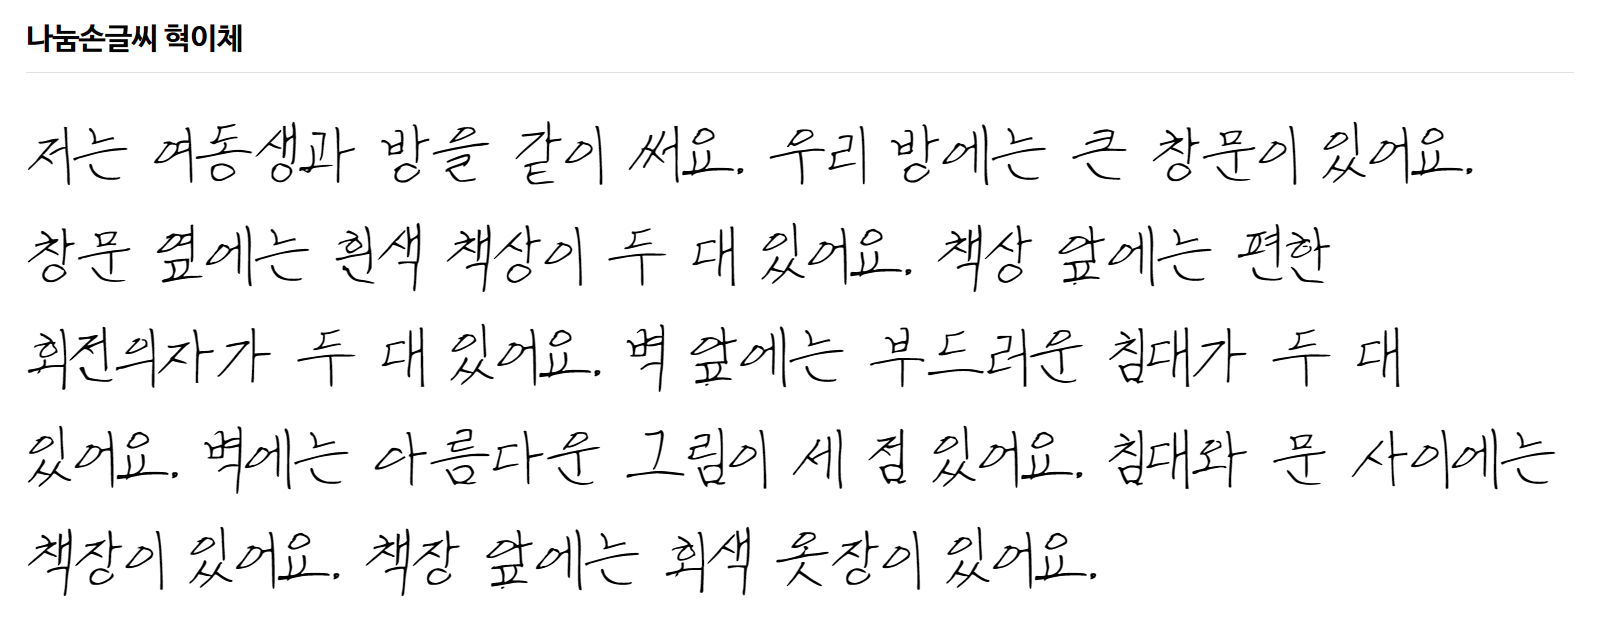 나눔손글씨 혁이체
저는 여동생과 방을 같이 써요. 우리 방에는 큰 창문이 있어요.
창문 옆에는 흰색 책상이 두 대 있어요. 책상 앞에는 편한
회전의자가 두 대 있어요. 벽 앞에는 부드러운 침대가 두 대
있어요. 벽에는 아름다운 그림이 세 점 있어요. 침대와 문 사이에는
책장이 있어요. 책장 앞에는 회색 옷장이 있어요.